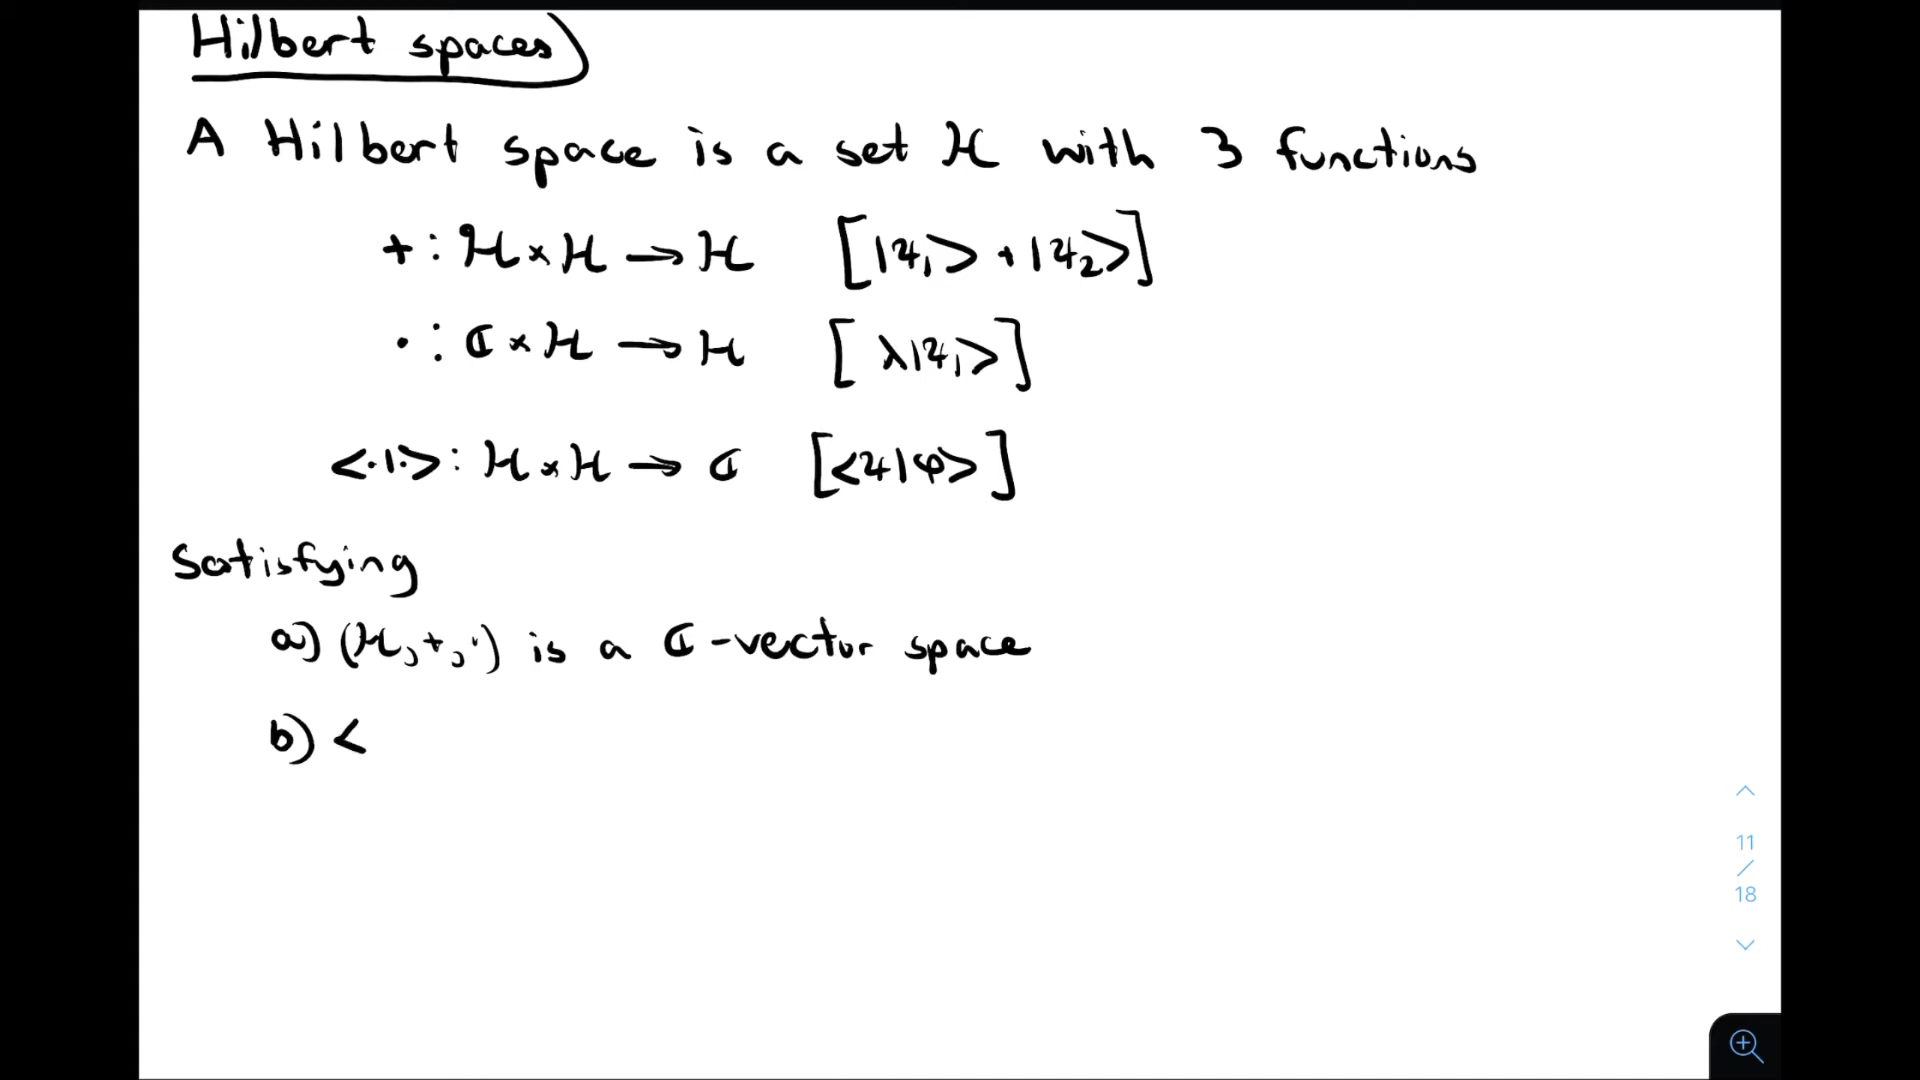 Hilbert spaces
A Hilbert space is a set ℋ with 3 functions
+ : ℋ × ℋ → ℋ [|ψ₁> + |ψ₂>]
· : ℂ × ℋ → ℋ [λ|ψ₁>]
<·|·> : ℋ × ℋ → ℂ [<ψ|φ>]
satisfying
a) (ℋ, +, ·) is a ℂ-vector space
b) <
11
/
18